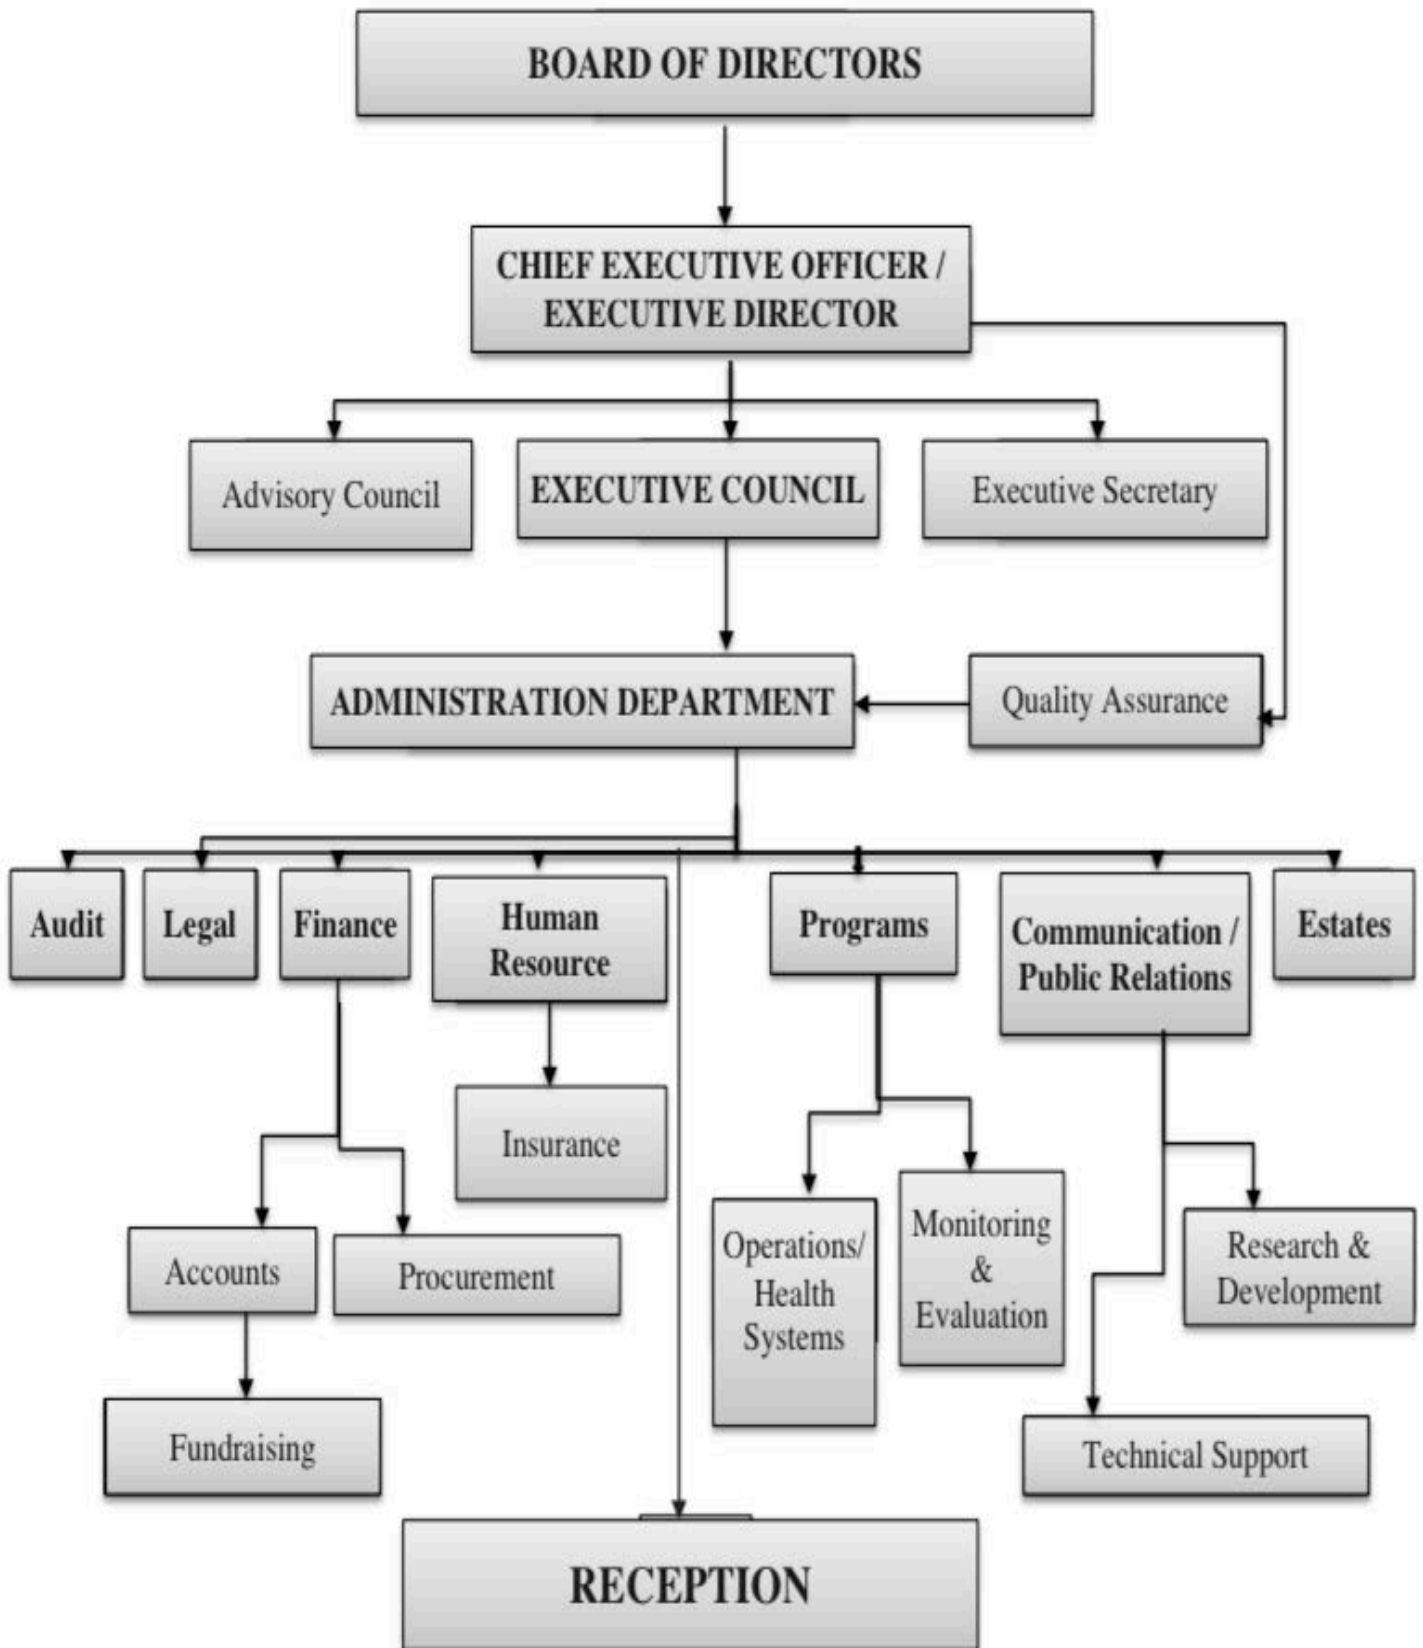 BOARD OF DIRECTORS
CHIEF EXECUTIVE OFFICER /
EXECUTIVE DIRECTOR
Advisory Council
EXECUTIVE COUNCIL
Executive Secretary
ADMINISTRATION DEPARTMENT
Quality Assurance
Audit
Legal
Finance
Human
Resource
Programs
Communication /
Public Relations
Estates
Insurance
Accounts
Procurement
Operations/
Health
Systems
Monitoring
&
Evaluation
Research &
Development
Fundraising
Technical Support
RECEPTION